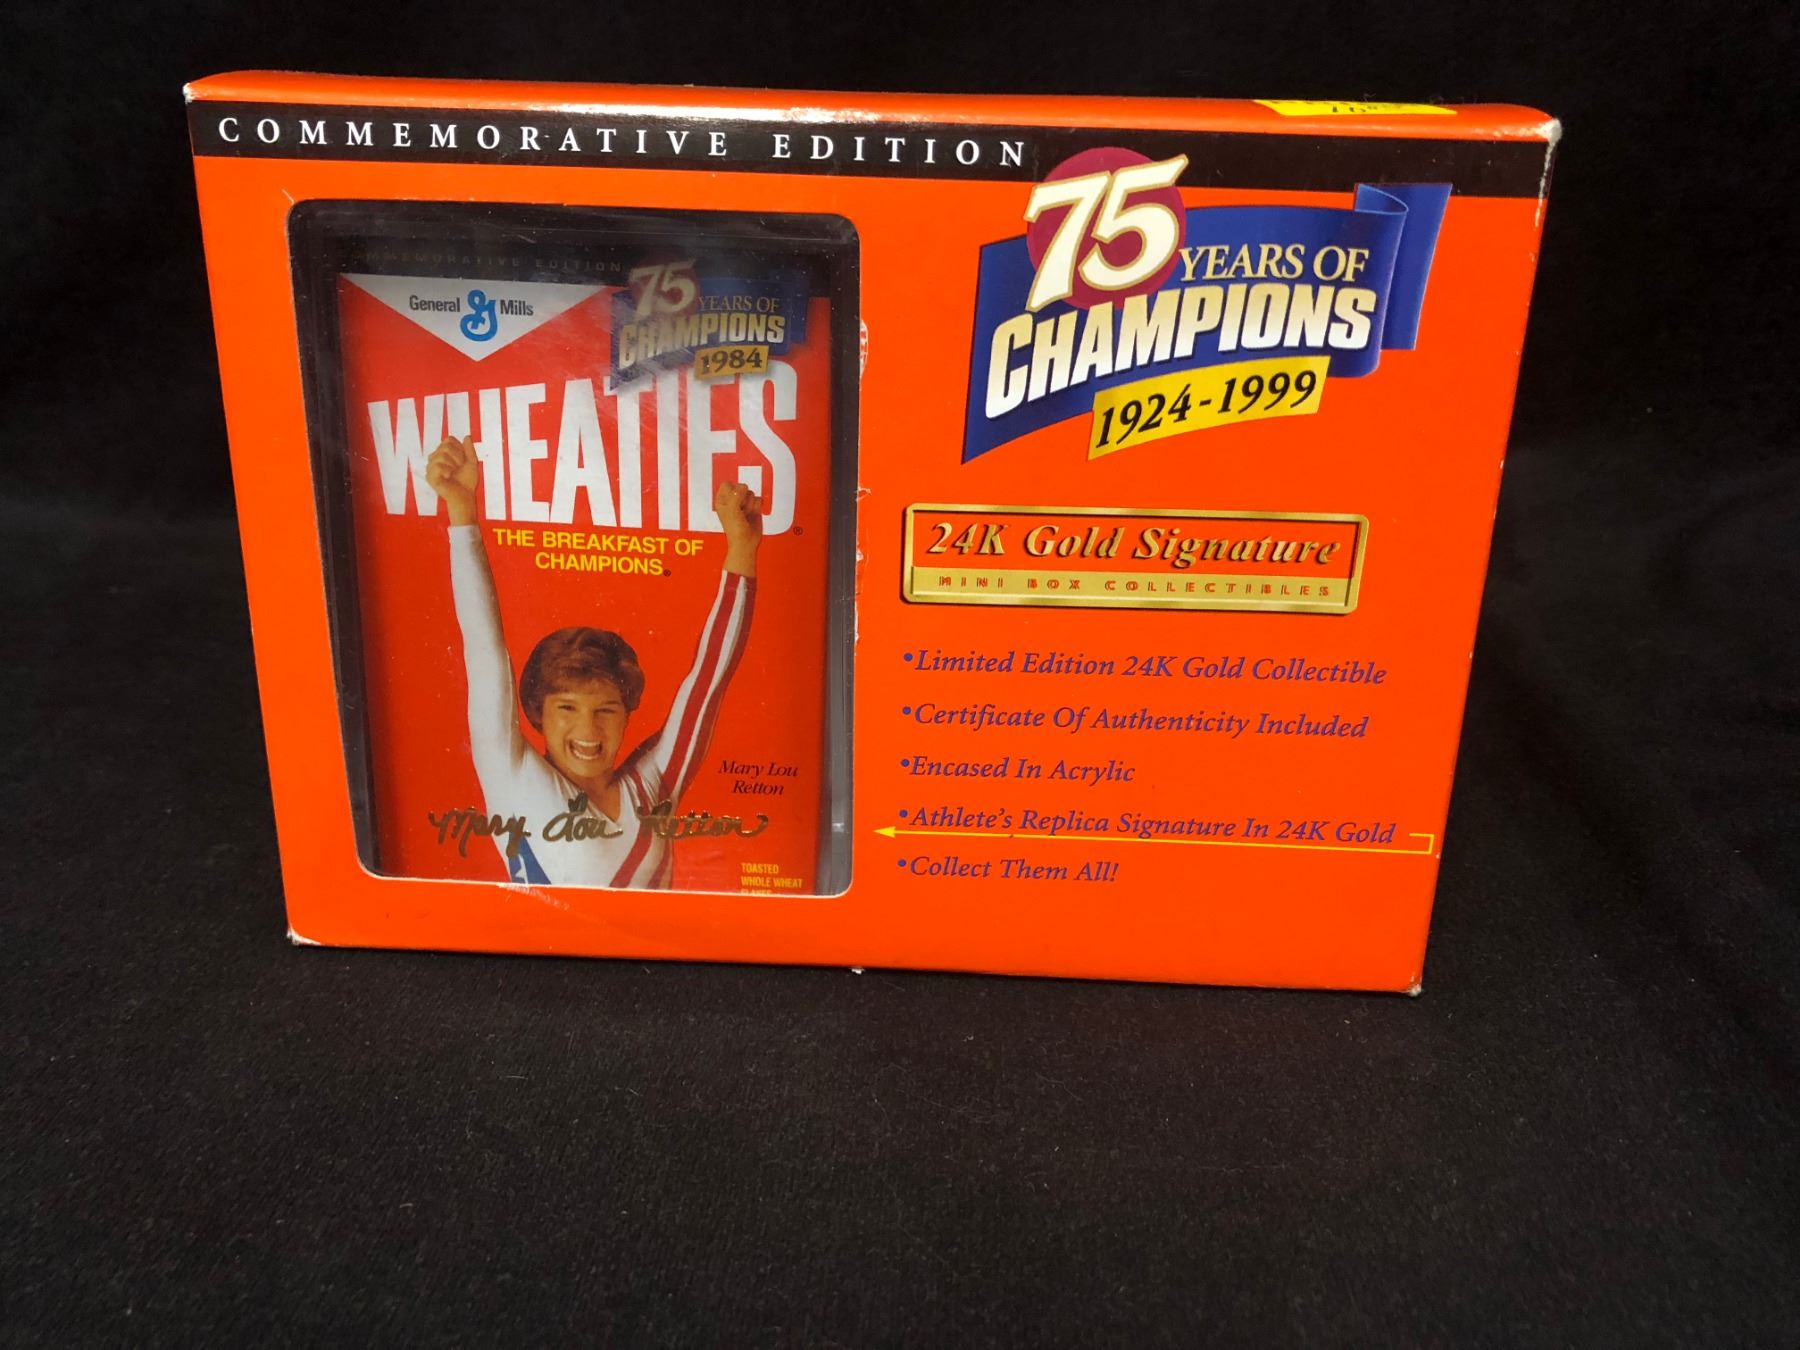 COMMEMORATIVE EDITION
75
YEARS OF
CHAMPIONS
1924-1999
COMMEMORATIVE EDITION
General Mills
75
YEARS OF
CHAMPIONS
1984
WHEATIES®
THE BREAKFAST OF
CHAMPIONS®
Mary Lou
Retton
Mary Lou Retton
TOASTED
WHOLE WHEAT
FLAKES
24K Gold Signature
MINI BOX COLLECTIBLES
•Limited Edition 24K Gold Collectible
•Certificate Of Authenticity Included
•Encased In Acrylic
•Athlete's Replica Signature In 24K Gold
•Collect Them All!